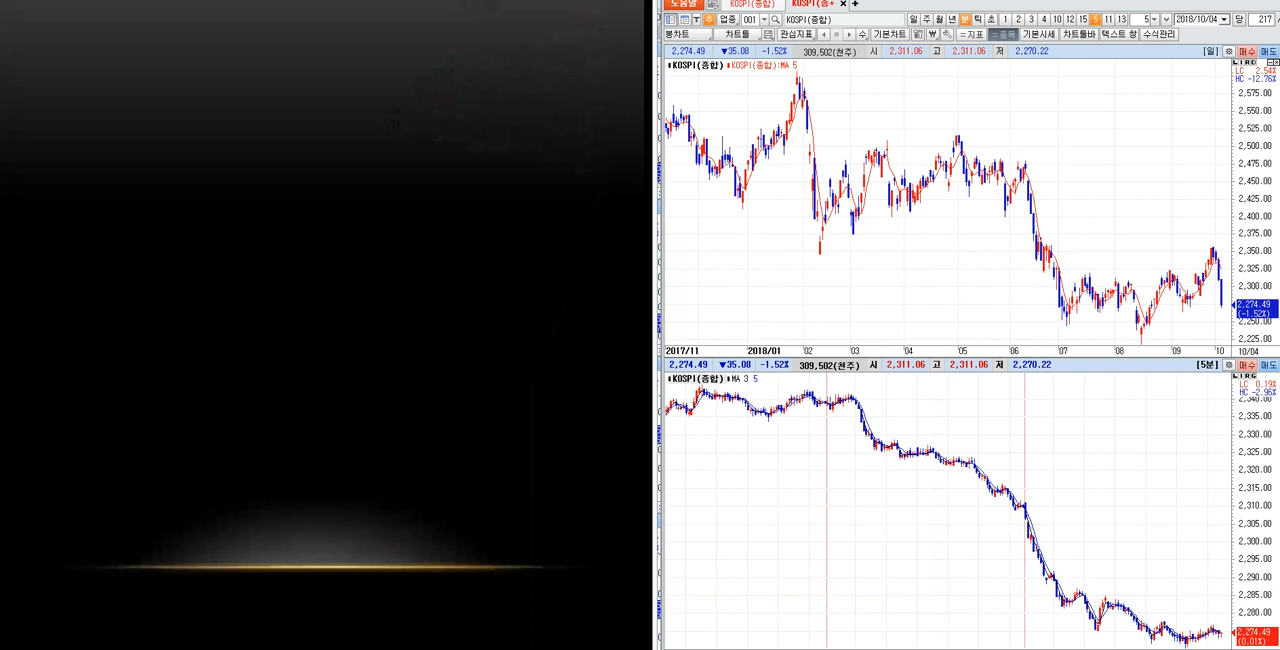 도움말 KOSPI(종합) KOSPI(종* × +
업종 001 KOSPI(종합) 일 주 월 년 분 틱 초 1 2 3 4 10 12 15 5 11 13 5 2018/10/04 당 217
봉차트 차트툴 관심지표 수 기본차트 ₩ =지표 =종목 기본시세 차트툴바 텍스트 창 수식관리
2,274.49 ▼35.08 -1.52% 309,502(천주) 시 2,311.06 고 2,311.06 저 2,270.22 [일] 매수 매도
KOSPI(종합) KOSPI(종합):MA 5
LC 2.54%
HC -12.76%
2,575.00
2,550.00
2,525.00
2,500.00
2,475.00
2,450.00
2,425.00
2,400.00
2,375.00
2,350.00
2,325.00
2,300.00
2,274.49
(-1.52%)
2,250.00
2,225.00
2017/11 2018/01 02 03 04 05 06 07 08 09 10 10/04
2,274.49 ▼35.08 -1.52% 309,502(천주) 시 2,311.06 고 2,311.06 저 2,270.22 [5분] 매수 매도
KOSPI(종합) MA 3 5
LC 0.19%
HC -2.96%
2,340.00
2,335.00
2,330.00
2,325.00
2,320.00
2,315.00
2,310.00
2,305.00
2,300.00
2,295.00
2,290.00
2,285.00
2,280.00
2,274.49
(0.01%)